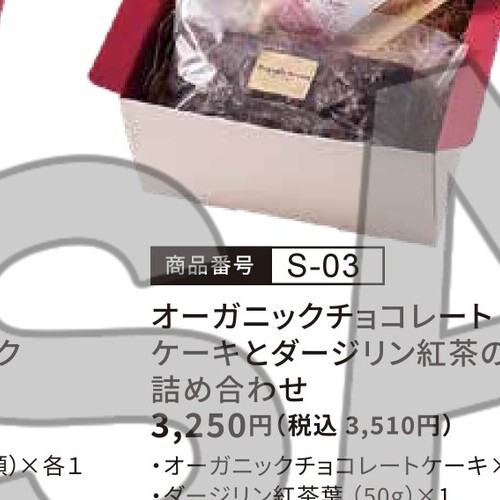 商品番号 S-03
オーガニックチョコレート
ク ケーキとダージリン紅茶の
詰め合わせ
3,250円(税込 3,510円)
類)×各1 ・オーガニックチョコレートケーキ×
・ダージリン紅茶葉 (50g)×1